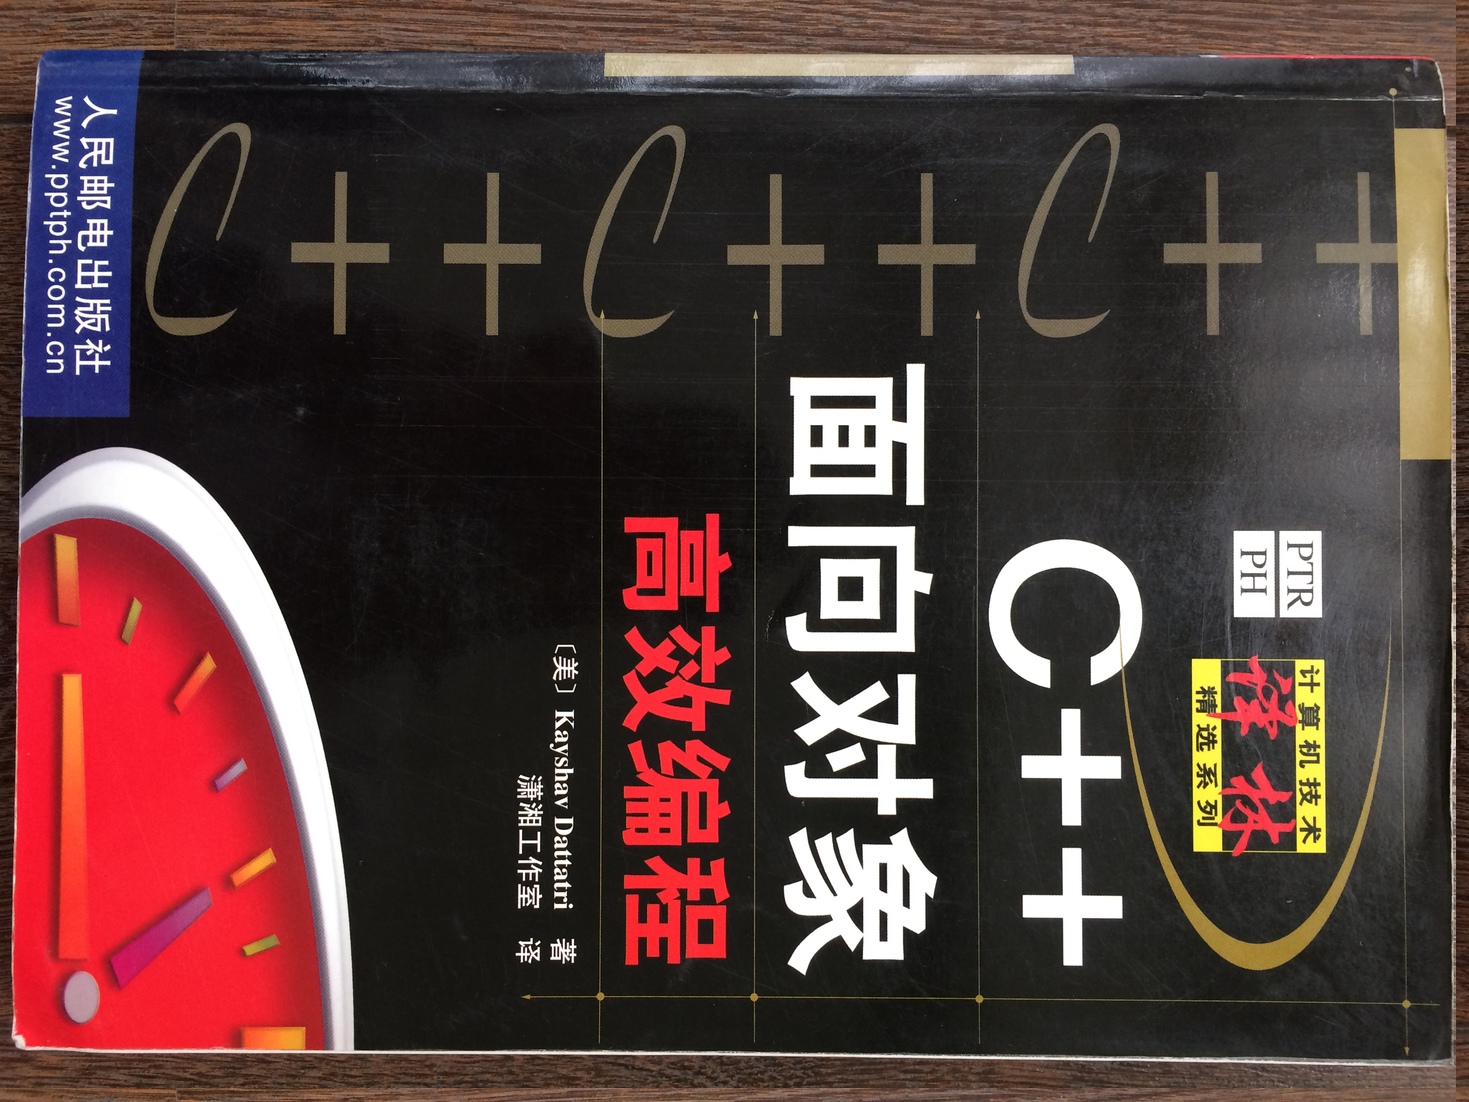 PTR
PH
计算机技术
译林
精选系列
C++
面向对象
高效编程
〔美〕Kayshav Dattatri 著
潇湘工作室 译
C++C++C++
人民邮电出版社
www.pptph.com.cn